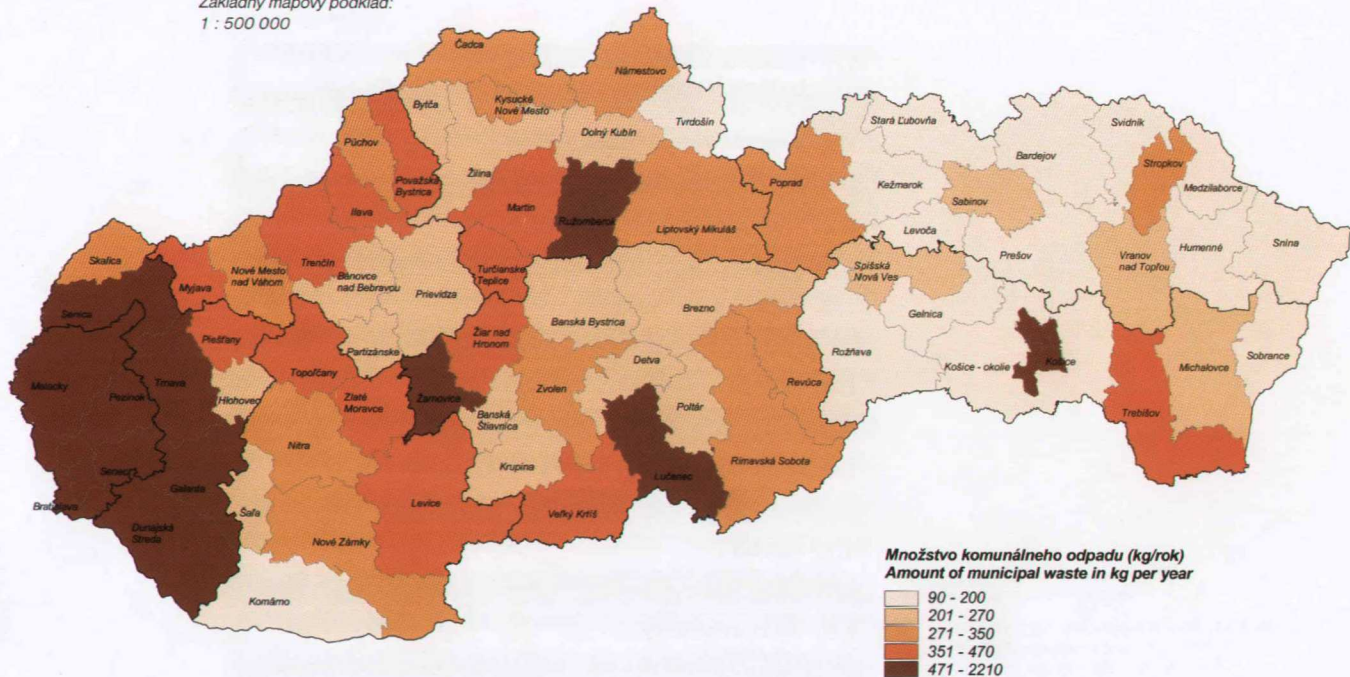 Základný mapový podklad:
1 : 500 000
Čadca
Námestovo
Bytča
Kysucké
Nové Mesto
Tvrdošín
Dolný Kubín
Stará Ľubovňa
Svidník
Bardejov
Stropkov
Medzilaborce
Púchov
Považská
Bystrica
Žilina
Martin
Ružomberok
Poprad
Kežmarok
Sabinov
Ilava
Levoča
Liptovský Mikuláš
Prešov
Vranov
nad Topľou
Humenné
Snina
Skalica
Nové Mesto
nad Váhom
Trenčín
Bánovce
nad Bebravou
Turčianske
Teplice
Spišská
Nová Ves
Myjava
Prievidza
Gelnica
Senica
Banská Bystrica
Brezno
Piešťany
Žiar nad
Hronom
Rožňava
Košice - okolie
Košice
Sobrance
Michalovce
Partizánske
Topoľčany
Detva
Zvolen
Revúca
Malacky
Pezinok
Trnava
Hlohovec
Zlaté
Moravce
Žarnovica
Banská
Štiavnica
Poltár
Trebišov
Nitra
Krupina
Rimavská Sobota
Lučenec
Senec
Galanta
Bratislava
Levice
Veľký Krtíš
Šaľa
Dunajská
Streda
Nové Zámky
Komárno
Množstvo komunálneho odpadu (kg/rok)
Amount of municipal waste in kg per year
90 - 200
201 - 270
271 - 350
351 - 470
471 - 2210